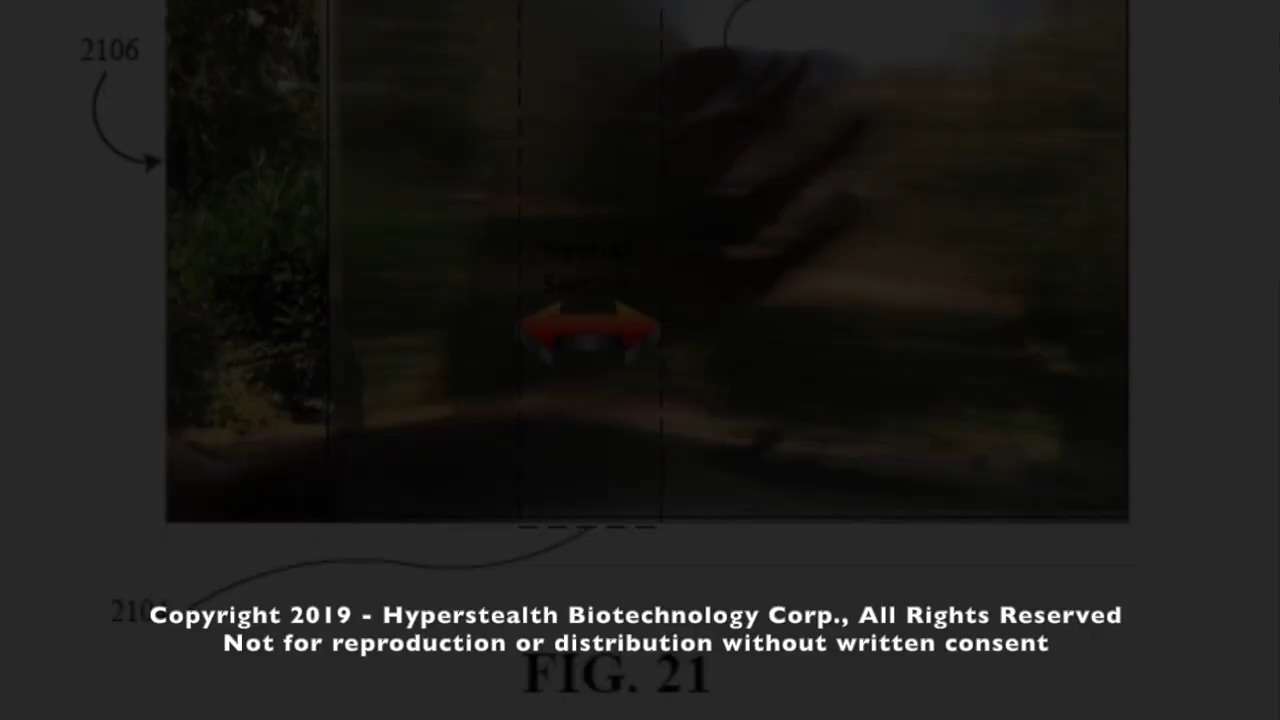 2106
Copyright 2019 - Hyperstealth Biotechnology Corp., All Rights Reserved
Not for reproduction or distribution without written consent
FIG. 21